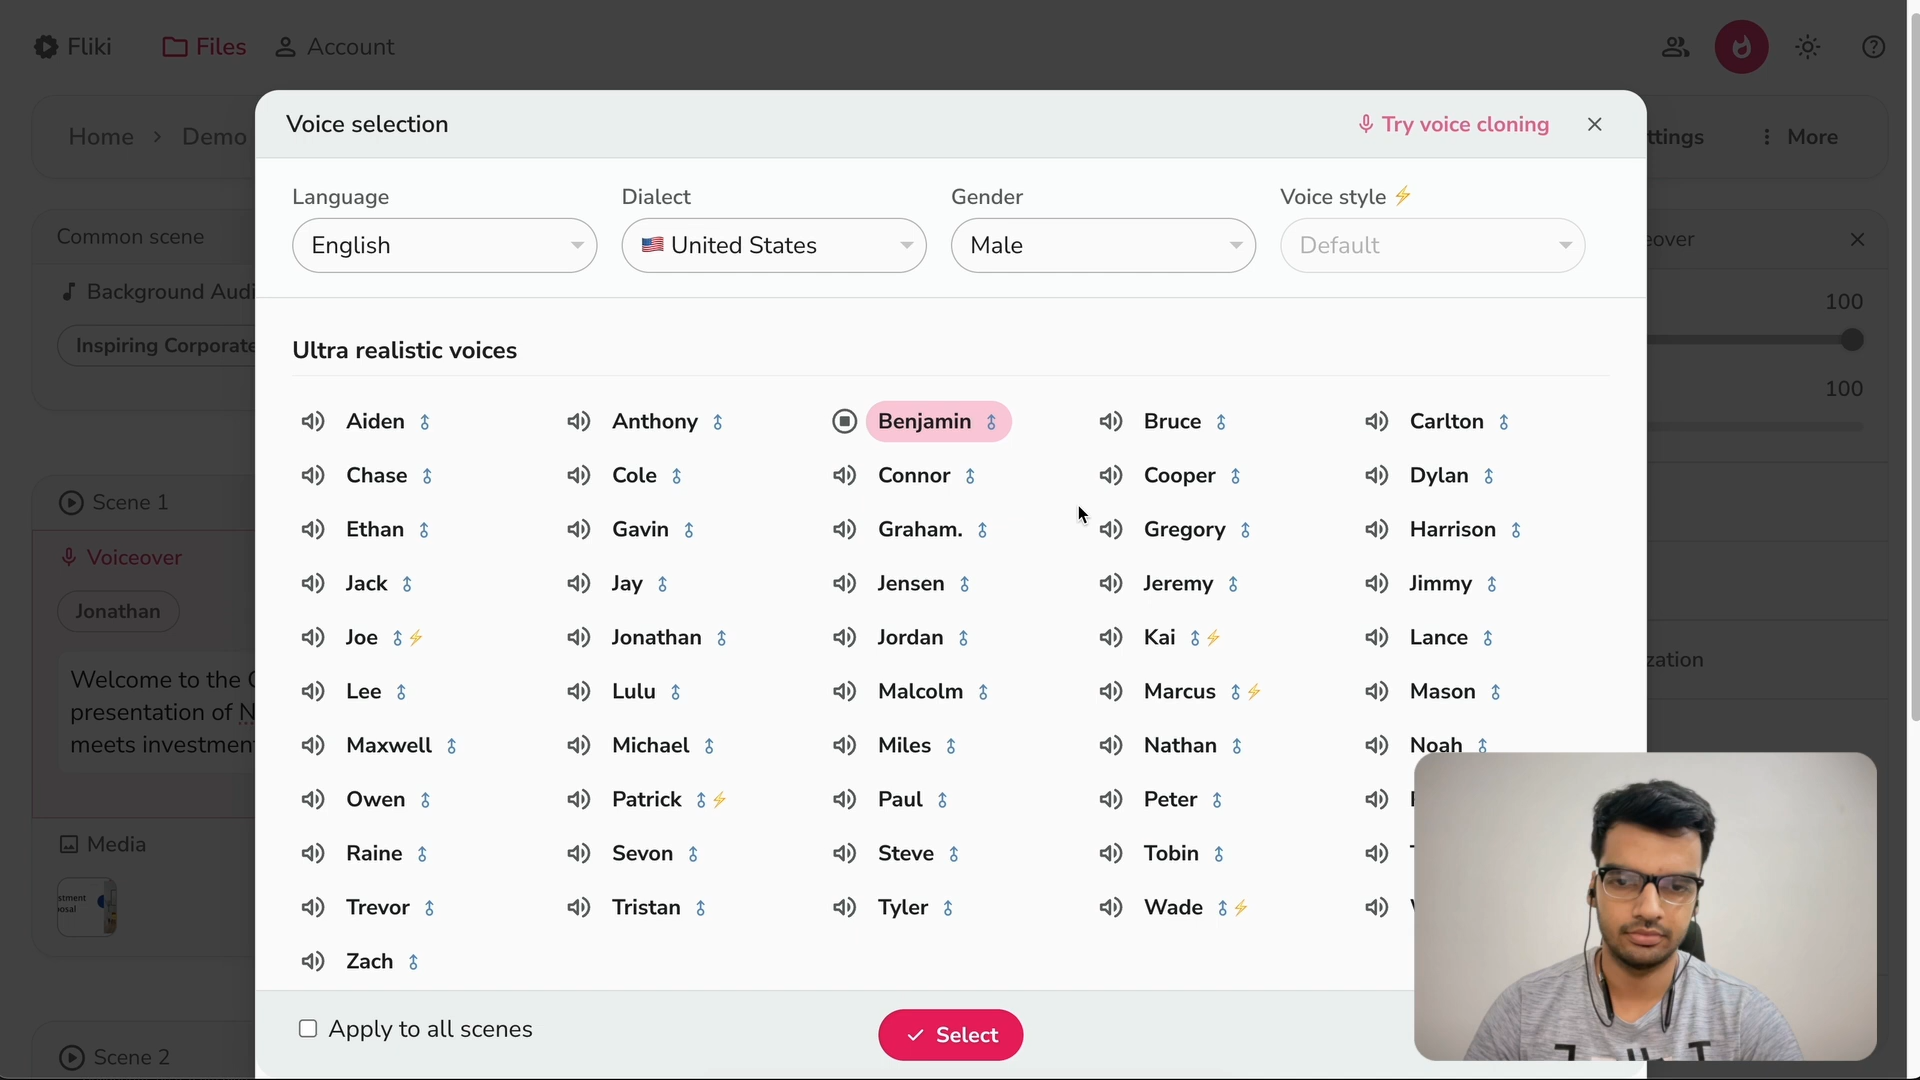 Fliki
Files
Account
Home > Demo
ttings
More
Voice selection
Try voice cloning
Language
Dialect
Gender
Voice style
English
United States
Male
Default
Common scene
Background Audi
Inspiring Corporate
eover
100
100
Ultra realistic voices
Aiden
Anthony
Benjamin
Bruce
Carlton
Chase
Cole
Connor
Cooper
Dylan
Ethan
Gavin
Graham.
Gregory
Harrison
Jack
Jay
Jensen
Jeremy
Jimmy
Joe
Jonathan
Jordan
Kai
Lance
Lee
Lulu
Malcolm
Marcus
Mason
Maxwell
Michael
Miles
Nathan
Noah
Owen
Patrick
Paul
Peter
Raine
Sevon
Steve
Tobin
Trevor
Tristan
Tyler
Wade
Zach
Scene 1
Voiceover
Jonathan
Welcome to the
presentation of
meets investment
zation
Media
stment
osal
Scene 2
Apply to all scenes
Select